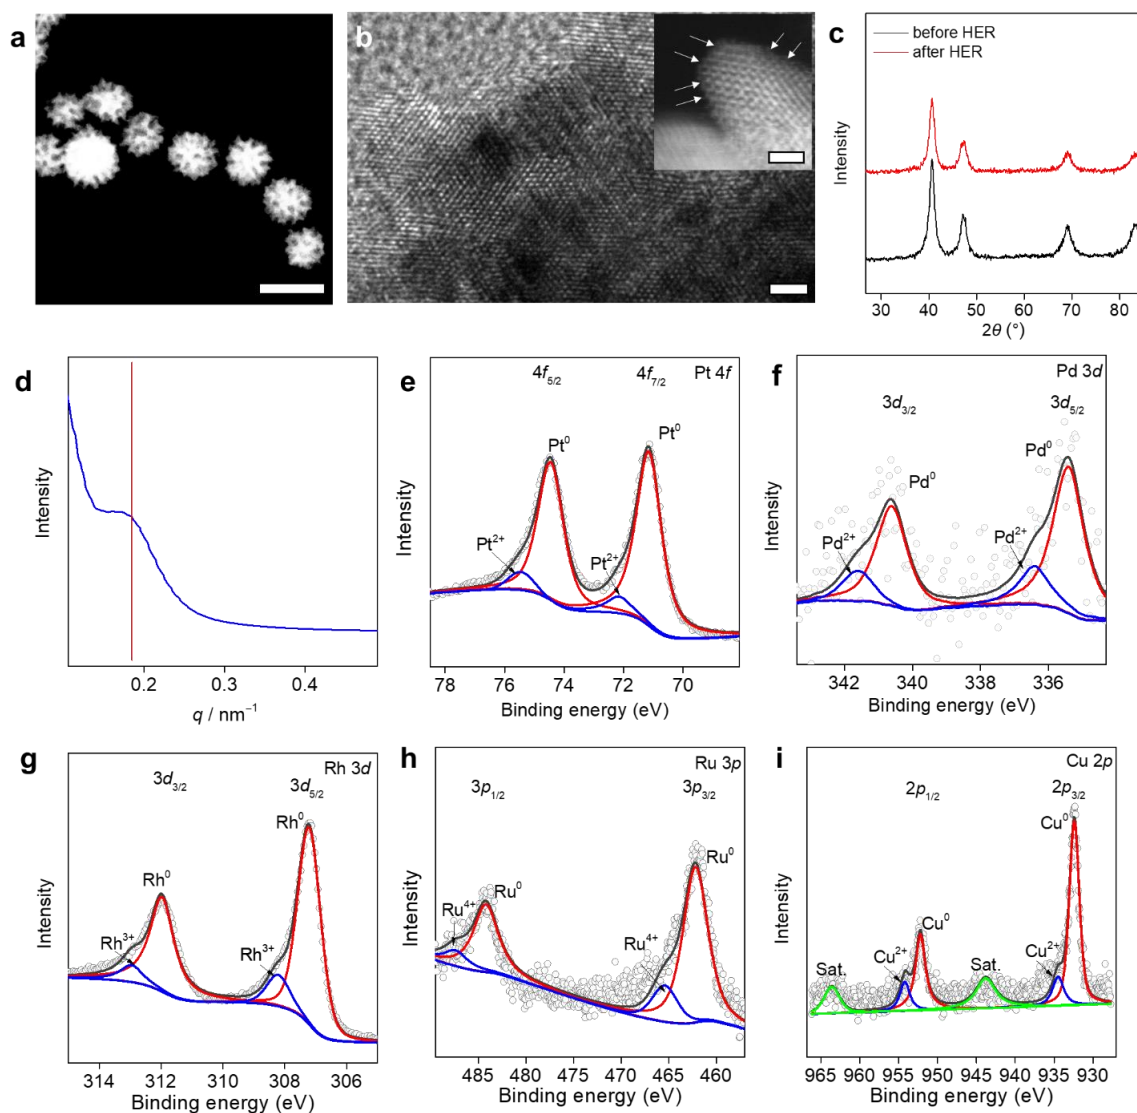 a
b
c
before HER
after HER
Intensity
30 40 50 60 70 80
2θ (°)
d
Intensity
0.2 0.3 0.4
q / nm⁻¹
e
4f₅/₂ 4f₇/₂ Pt 4f
Pt⁰ Pt⁰
Pt²⁺ Pt²⁺
Intensity
78 76 74 72 70
Binding energy (eV)
f
Pd 3d
3d₃/₂ 3d₅/₂
Pd⁰ Pd⁰
Pd²⁺ Pd²⁺
Intensity
342 340 338 336
Binding energy (eV)
g
Rh 3d
3d₃/₂ 3d₅/₂
Rh⁰ Rh⁰
Rh³⁺ Rh³⁺
Intensity
314 312 310 308 306
Binding energy (eV)
h
Ru 3p
3p₁/₂ 3p₃/₂
Ru⁴⁺ Ru⁰ Ru⁴⁺ Ru⁰
Intensity
485 480 475 470 465 460
Binding energy (eV)
i
Cu 2p
2p₁/₂ 2p₃/₂
Cu⁰ Cu⁰
Sat. Cu²⁺ Sat. Cu²⁺
Intensity
965 960 955 950 945 940 935 930
Binding energy (eV)